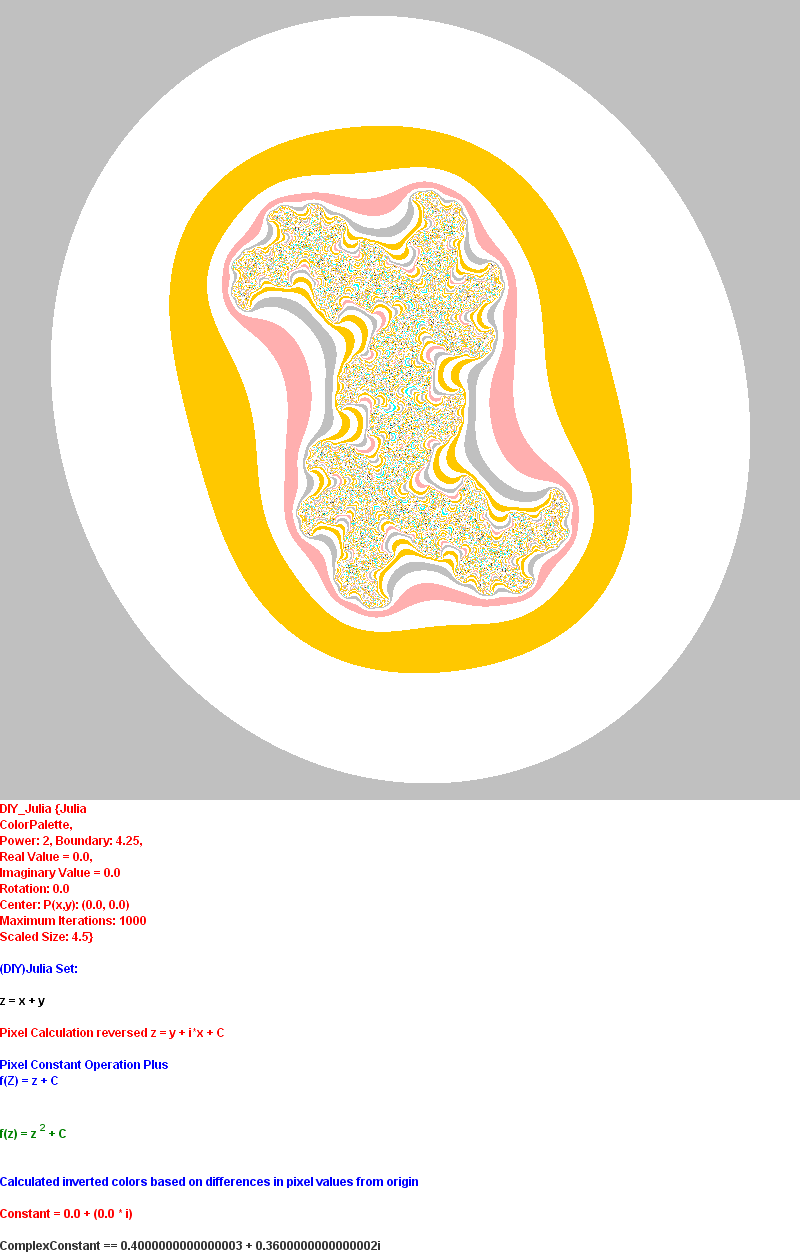 DIY_Julia {Julia
ColorPalette,
Power: 2, Boundary: 4.25,
Real Value = 0.0,
Imaginary Value = 0.0
Rotation: 0.0
Center: P(x,y): (0.0, 0.0)
Maximum Iterations: 1000
Scaled Size: 4.5}
(DIY)Julia Set:
z = x + y
Pixel Calculation reversed z = y + i*x + C
Pixel Constant Operation Plus
f(Z) = z + C
f(z) = z 2 + C
Calculated inverted colors based on differences in pixel values from origin
Constant = 0.0 + (0.0 * i)
ComplexConstant == 0.4000000000000003 + 0.3600000000000002i